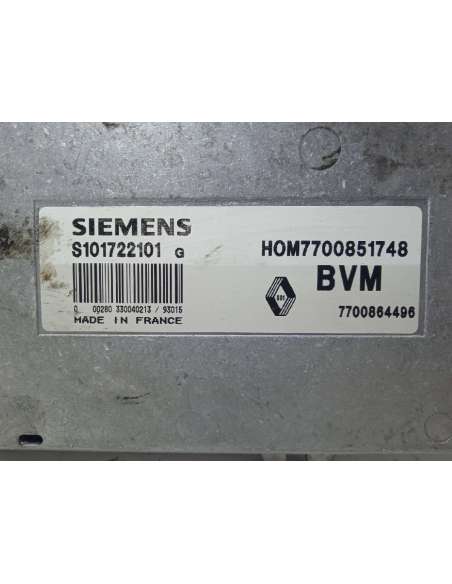 SIEMENS
S101722101 G
HOM7700851748
BVM
7700864496
0 00280 330040213 / 93015
MADE IN FRANCE